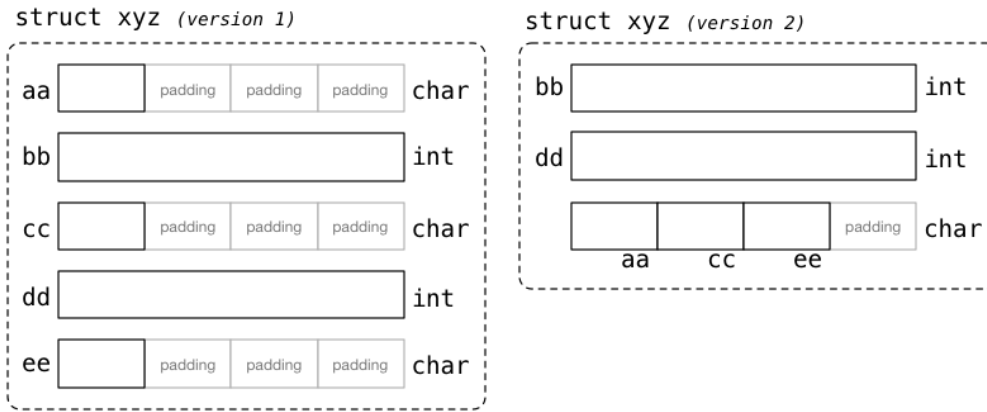 struct xyz (version 1)
aa padding padding padding char
bb int
cc padding padding padding char
dd int
ee padding padding padding char
struct xyz (version 2)
bb int
dd int
padding char
aa cc ee